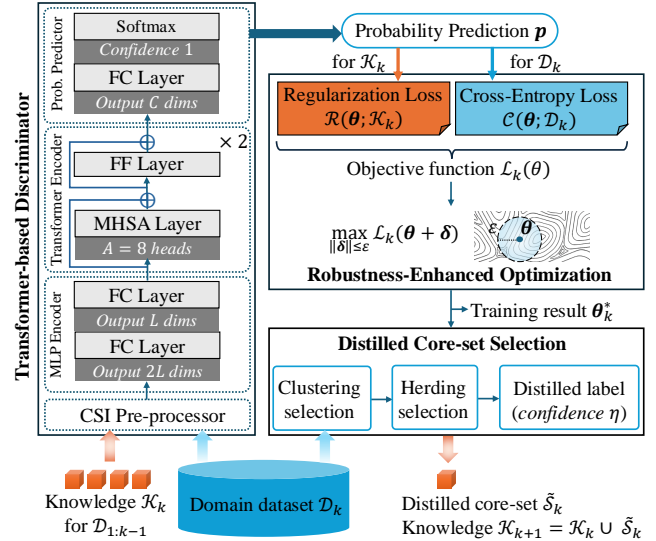 Transformer-based Discriminator
Prob. Predictor
Softmax
Confidence 1
FC Layer
Output C dims
Transformer Encoder
× 2
FF Layer
MHSA Layer
A = 8 heads
MLP Encoder
FC Layer
Output L dims
FC Layer
Output 2L dims
CSI Pre-processor
Knowledge 𝒦ₖ
for 𝒟₁:ₖ₋₁
Domain dataset 𝒟ₖ
Probability Prediction 𝒑
for 𝒦ₖ
for 𝒟ₖ
Regularization Loss
ℛ(𝜽; 𝒦ₖ)
Cross-Entropy Loss
𝒞(𝜽; 𝒟ₖ)
Objective function ℒₖ(θ)
max ℒₖ(𝜽 + 𝜹)
‖𝜹‖≤ε
ε
𝜽
Robustness-Enhanced Optimization
Training result 𝜽ₖ*
Distilled Core-set Selection
Clustering
selection
Herding
selection
Distilled label
(confidence η)
Distilled core-set 𝒮̃ₖ
Knowledge 𝒦ₖ₊₁ = 𝒦ₖ ∪ 𝒮̃ₖ